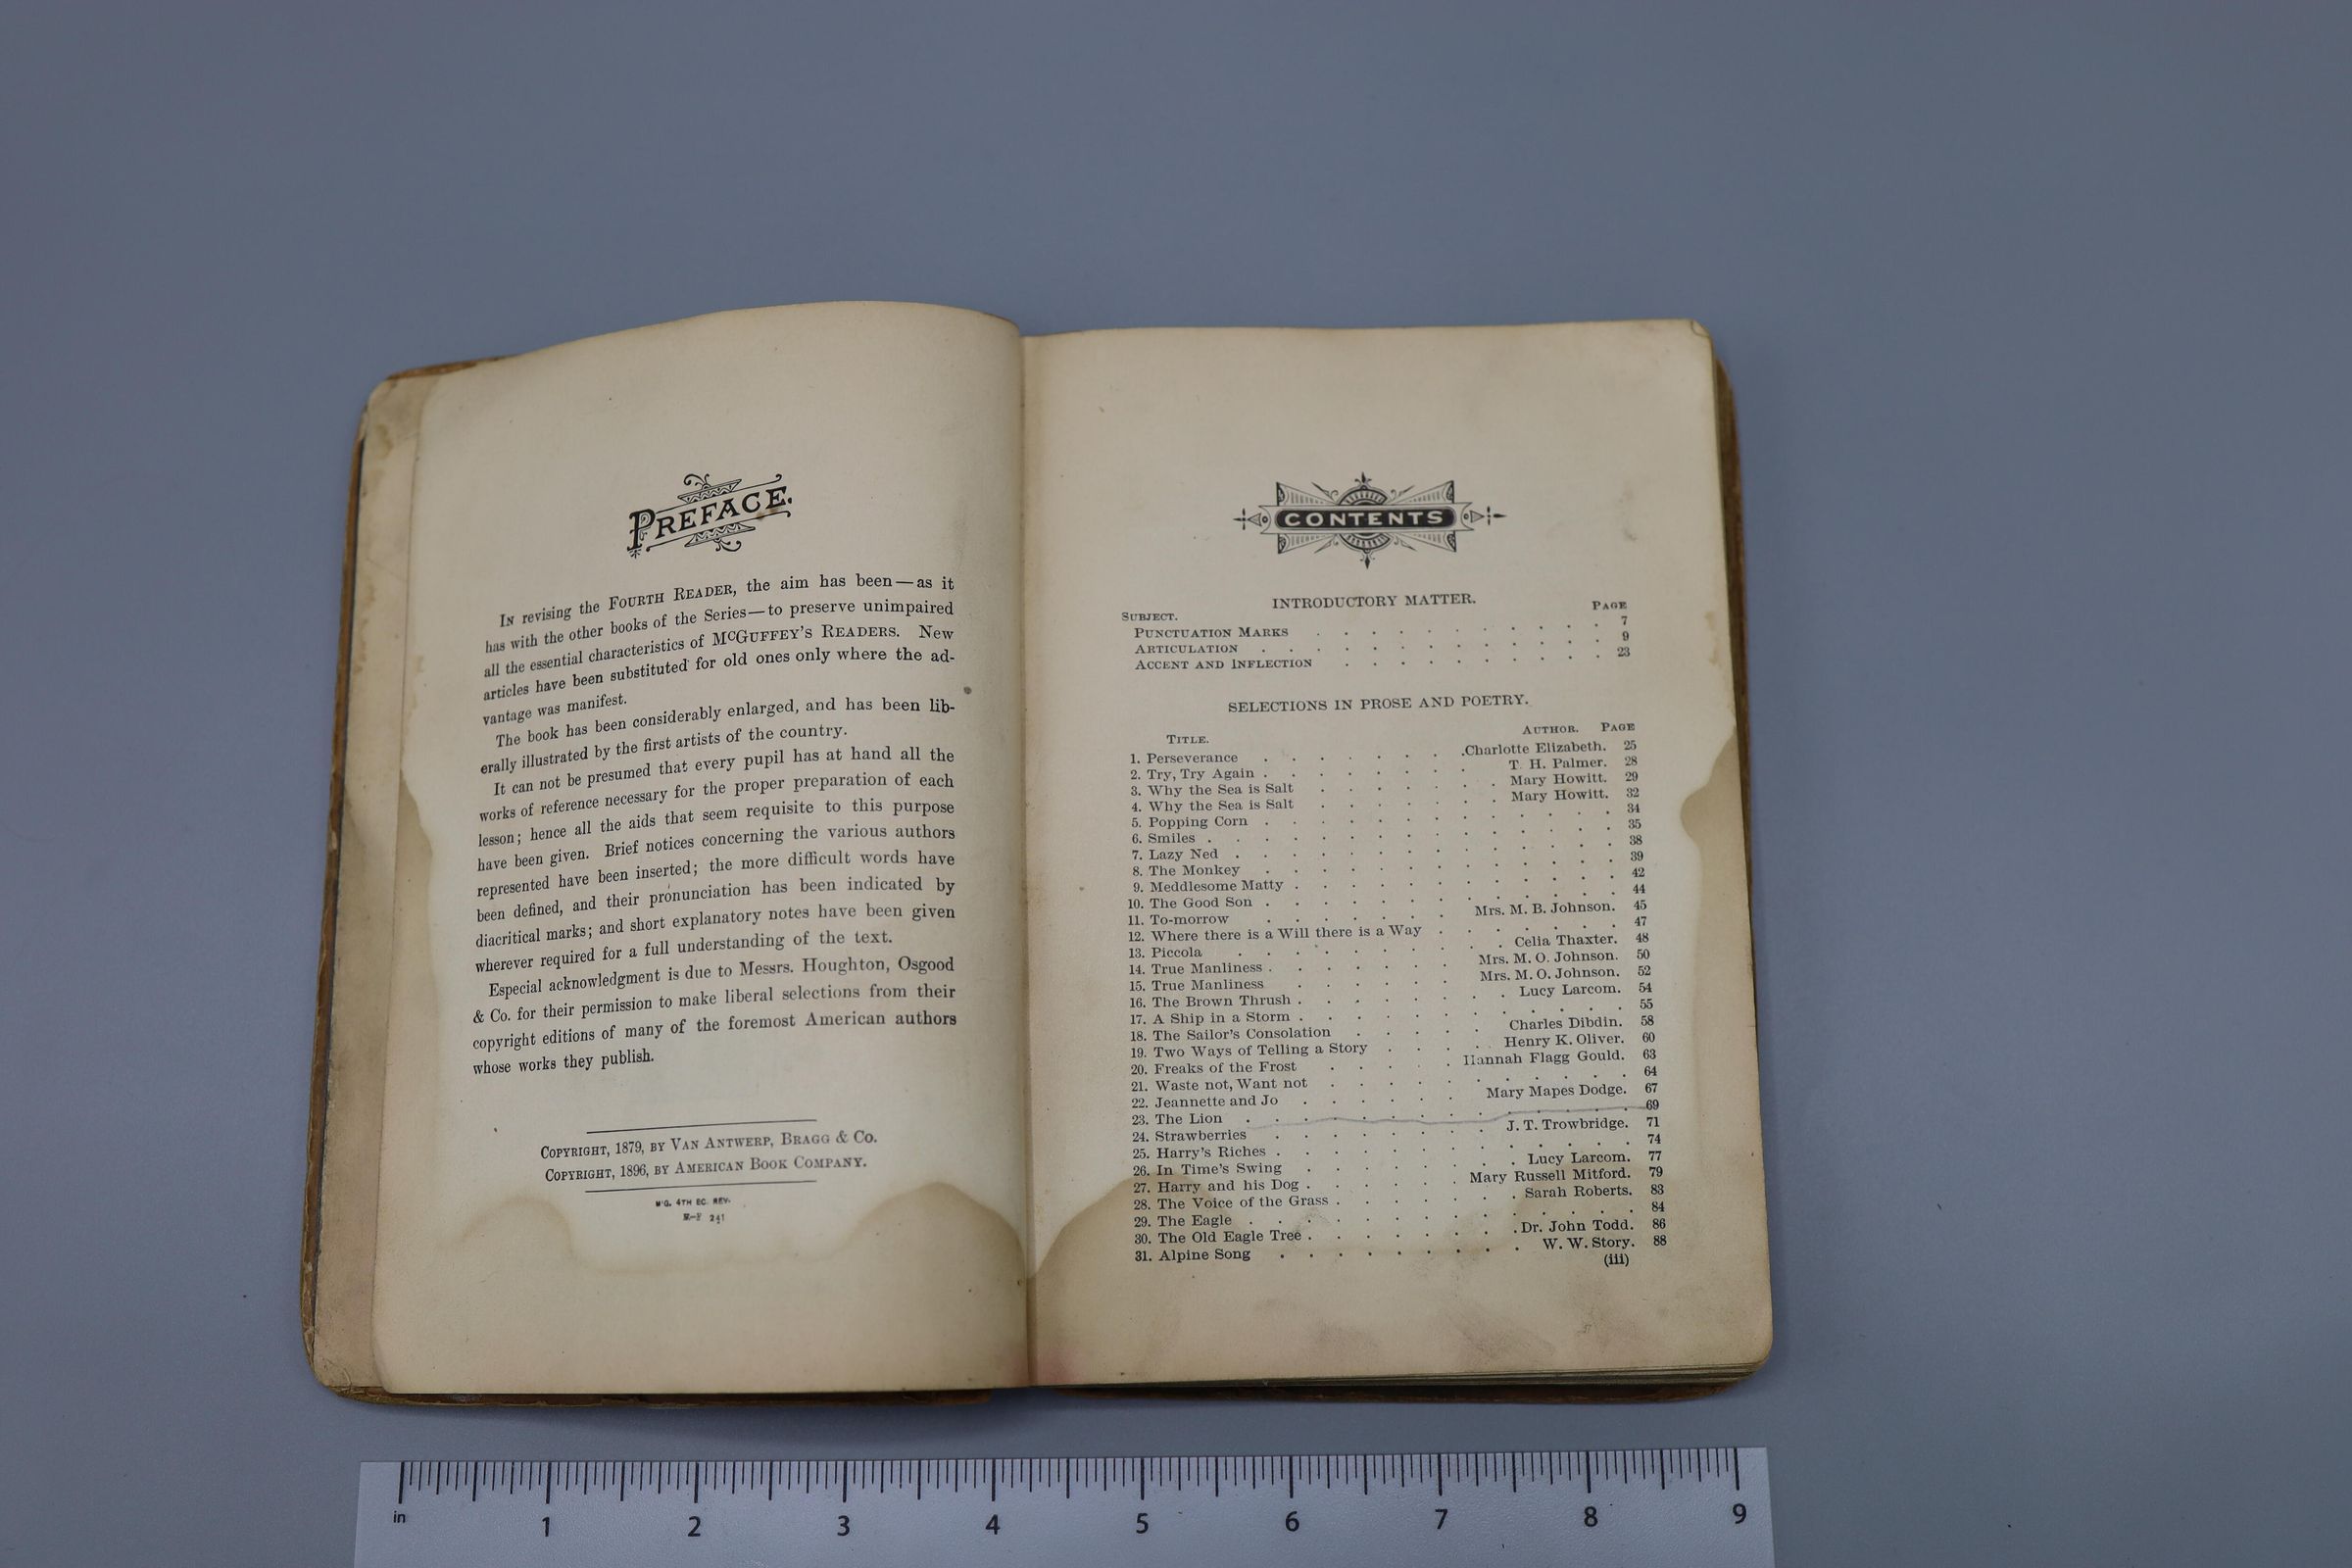 PREFACE.
IN revising the FOURTH READER, the aim has been—as it
has with the other books of the Series—to preserve unimpaired
all the essential characteristics of MCGUFFEY'S READERS. New
articles have been substituted for old ones only where the ad-
vantage was manifest.
The book has been considerably enlarged, and has been lib-
erally illustrated by the first artists of the country.
It can not be presumed that every pupil has at hand all the
works of reference necessary for the proper preparation of each
lesson; hence all the aids that seem requisite to this purpose
have been given. Brief notices concerning the various authors
represented have been inserted; the more difficult words have
been defined, and their pronunciation has been indicated by
diacritical marks; and short explanatory notes have been given
wherever required for a full understanding of the text.
Especial acknowledgment is due to Messrs. Houghton, Osgood
& Co. for their permission to make liberal selections from their
copyright editions of many of the foremost American authors
whose works they publish.
COPYRIGHT, 1879, BY VAN ANTWERP, BRAGG & CO.
COPYRIGHT, 1896, BY AMERICAN BOOK COMPANY.
M'G. 4TH EC. REV.
CONTENTS
INTRODUCTORY MATTER.
SUBJECT. PAGE
PUNCTUATION MARKS . . . . . . . . . . . 7
ARTICULATION . . . . . . . . . . . . . 9
ACCENT AND INFLECTION . . . . . . . . . . 23
SELECTIONS IN PROSE AND POETRY.
TITLE. AUTHOR. PAGE
1. Perseverance . . . . . . . .Charlotte Elizabeth. 25
2. Try, Try Again . . . . . . . . T. H. Palmer. 28
3. Why the Sea is Salt . . . . . . . Mary Howitt. 29
4. Why the Sea is Salt . . . . . . . Mary Howitt. 32
5. Popping Corn . . . . . . . . . . . . . 34
6. Smiles . . . . . . . . . . . . . . . 35
7. Lazy Ned . . . . . . . . . . . . . . 38
8. The Monkey . . . . . . . . . . . . . 39
9. Meddlesome Matty . . . . . . . . . . . . 42
10. The Good Son . . . . . . . . . . . . . 44
11. To-morrow . . . . . . . Mrs. M. B. Johnson. 45
12. Where there is a Will there is a Way . . . . . . . 47
13. Piccola . . . . . . . . . . Celia Thaxter. 48
14. True Manliness . . . . . . . Mrs. M. O. Johnson. 50
15. True Manliness . . . . . . Mrs. M. O. Johnson. 52
16. The Brown Thrush . . . . . . . . Lucy Larcom. 54
17. A Ship in a Storm . . . . . . . . . . . . 55
18. The Sailor's Consolation . . . . . Charles Dibdin. 58
19. Two Ways of Telling a Story . . . . Henry K. Oliver. 60
20. Freaks of the Frost . . . . . Hannah Flagg Gould. 63
21. Waste not, Want not . . . . . . . . . . . 64
22. Jeannette and Jo . . . . . . Mary Mapes Dodge. 67
23. The Lion . . . . . . . . . . . . . . 69
24. Strawberries . . . . . . . . J. T. Trowbridge. 71
25. Harry's Riches . . . . . . . . . . . . . 74
26. In Time's Swing . . . . . . . . Lucy Larcom. 77
27. Harry and his Dog . . . . . . Mary Russell Mitford. 79
28. The Voice of the Grass . . . . . . . Sarah Roberts. 83
29. The Eagle . . . . . . . . . . . . . . 84
30. The Old Eagle Tree . . . . . . . . Dr. John Todd. 86
31. Alpine Song . . . . . . . . . W. W. Story. 88
(iii)
in 1 2 3 4 5 6 7 8 9